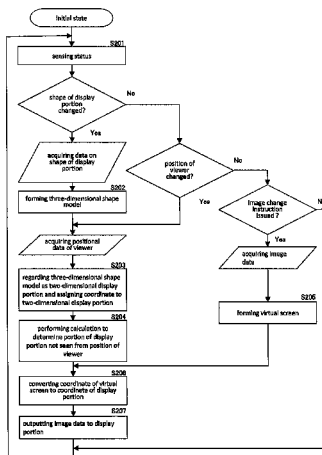 Initial state
S201
sensing status
shape of display
portion
changed?
No
Yes
acquiring data on
shape of display
portion
position of
viewer
changed?
No
S202
forming three-dimensional shape
model
Yes
image change
instruction
issued ?
N
acquiring positional
data of viewer
Yes
acquiring image
data
S203
regarding three-dimensional shape
model as two-dimensional display
portion and assigning coordinate to
two-dimensional display portion
S205
forming virtual screen
S204
performing calculation to
determine portion of display
portion not seen from position of
viewer
S206
converting coordinate of virtual
screen to coordinate of display
portion
S207
outputting image data to display
portion